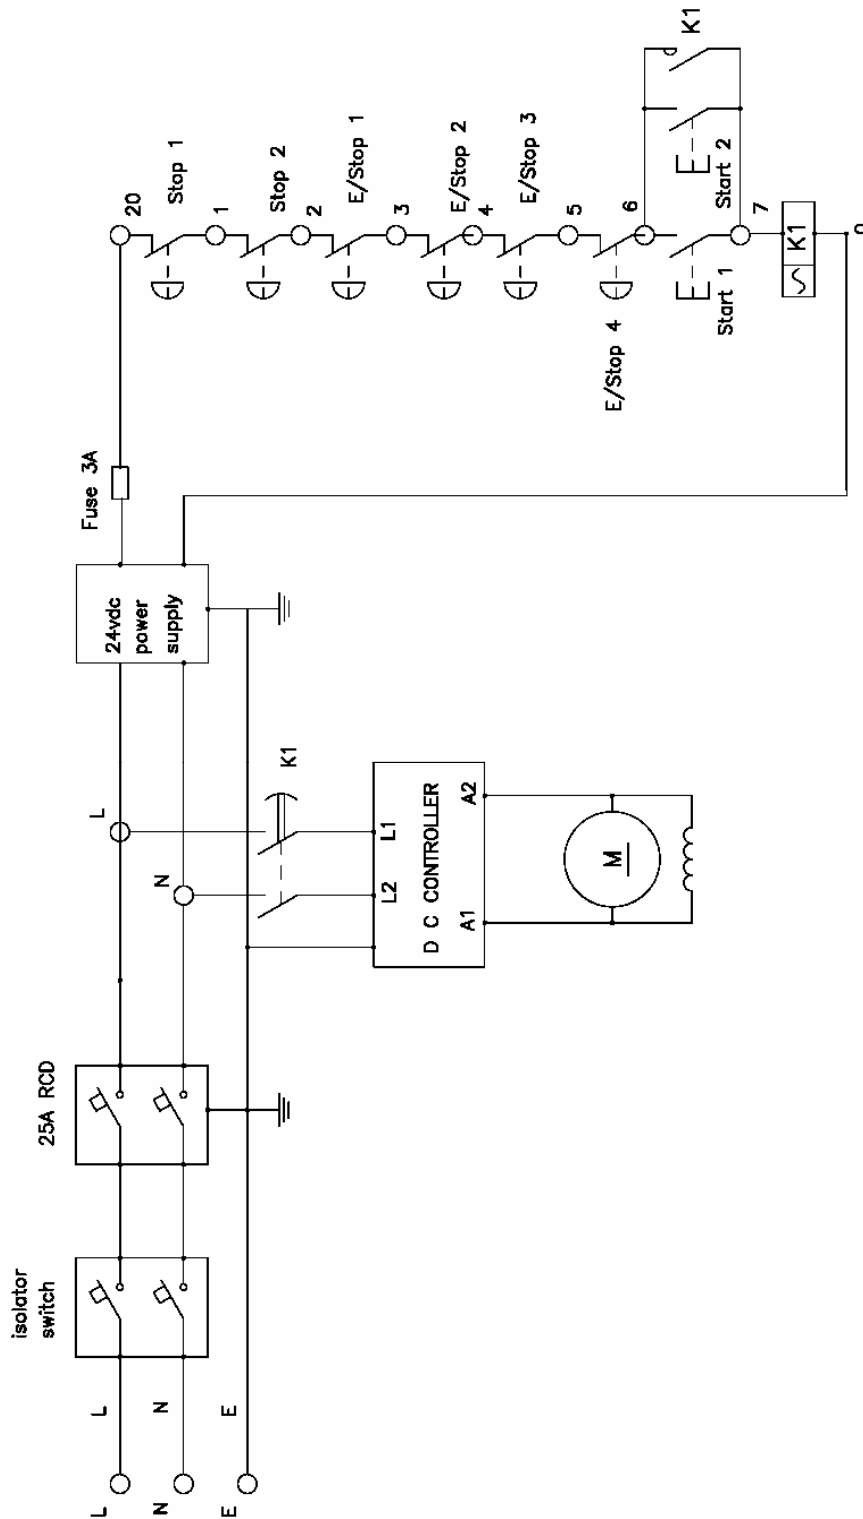 L
N
E
L
N
E
isolator
switch
25A RCD
L
N
K1
24vdc
power
supply
Fuse 3A
D C CONTROLLER
L1
L2
A1
A2
M
20
Stop 1
1
Stop 2
2
E/Stop 1
3
E/Stop 2
4
E/Stop 3
5
E/Stop 4
6
Start 1
Start 2
K1
7
K1